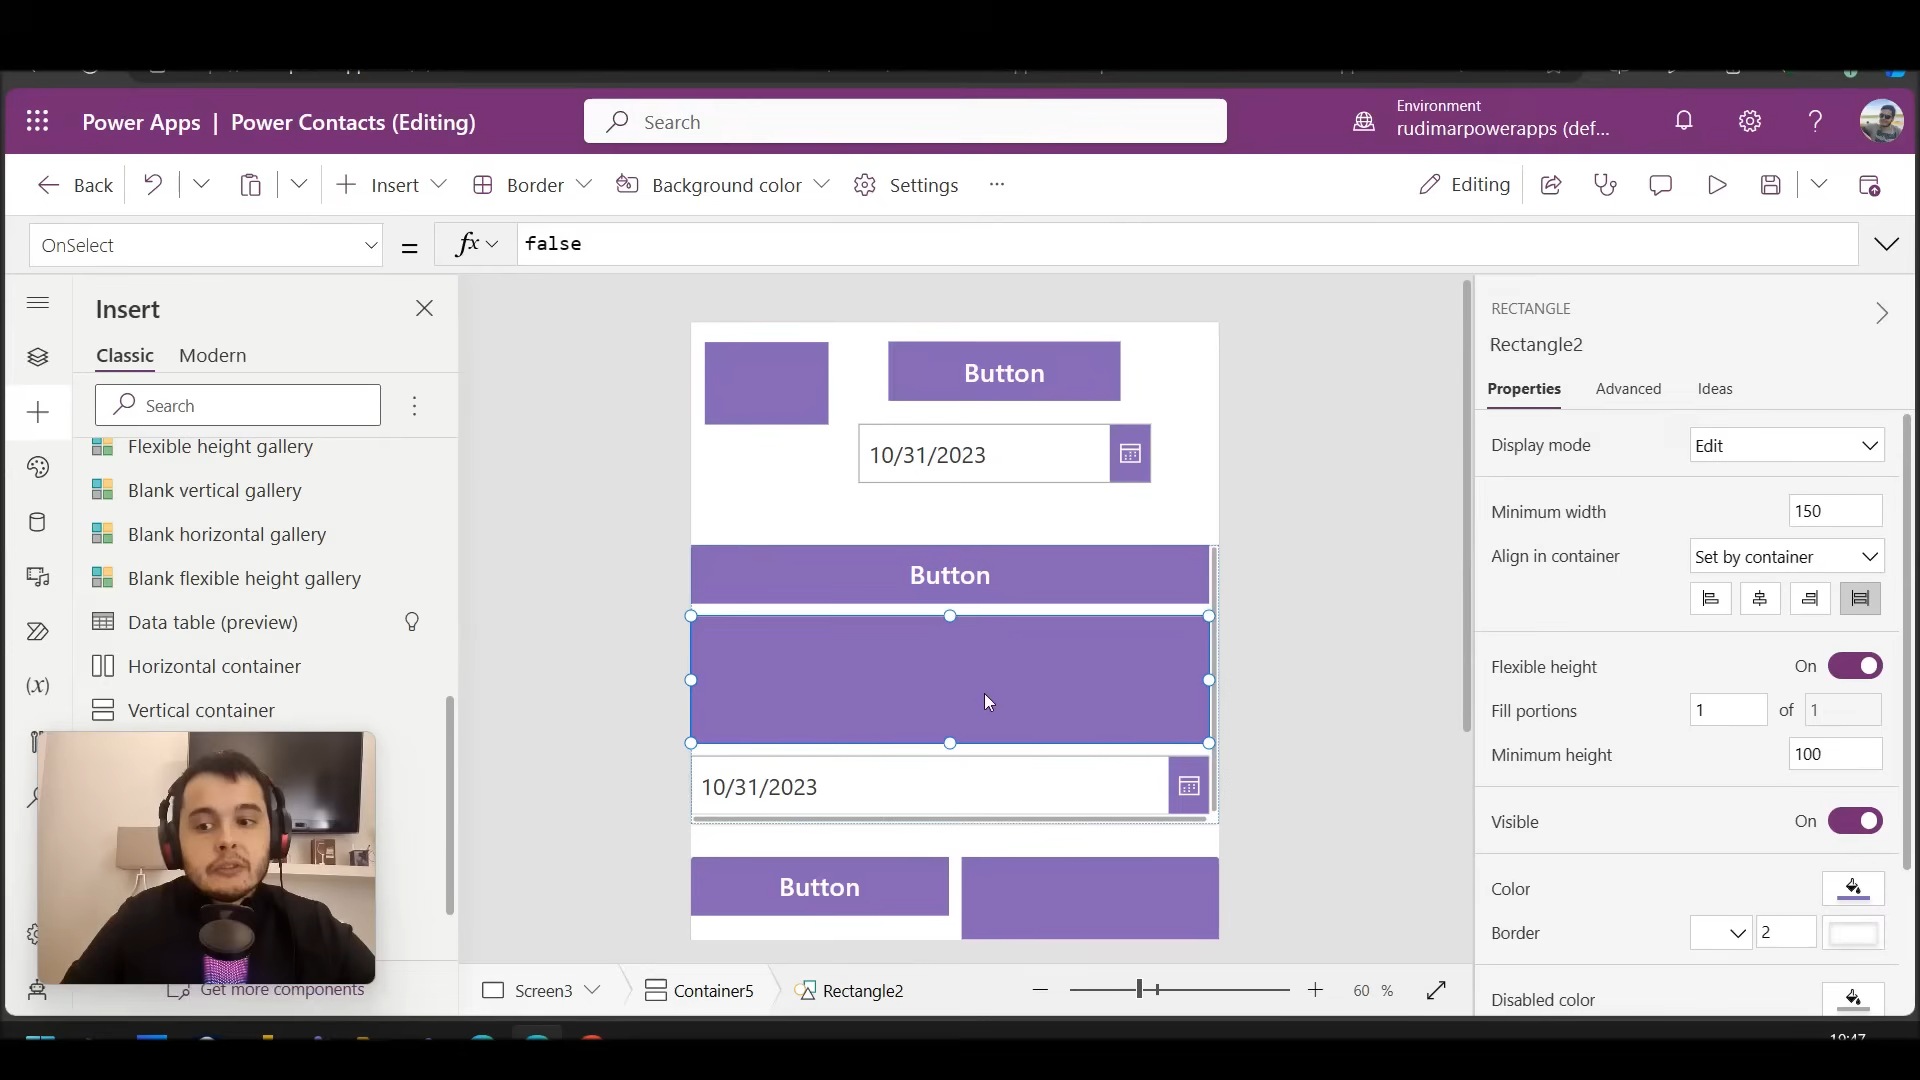 Power Apps | Power Contacts (Editing)
Search
Environment
rudimarpowerapps (def...
Back
Insert
Border
Background color
Settings
Editing
OnSelect
=
fx
false
Insert
Classic
Modern
Search
Flexible height gallery
Blank vertical gallery
Blank horizontal gallery
Blank flexible height gallery
Data table (preview)
Horizontal container
Vertical container
Get more components
Button
10/31/2023
Button
10/31/2023
Button
Screen3
Container5
Rectangle2
60 %
RECTANGLE
Rectangle2
Properties
Advanced
Ideas
Display mode
Edit
Minimum width
150
Align in container
Set by container
Flexible height
On
Fill portions
1
of
1
Minimum height
100
Visible
On
Color
Border
2
Disabled color